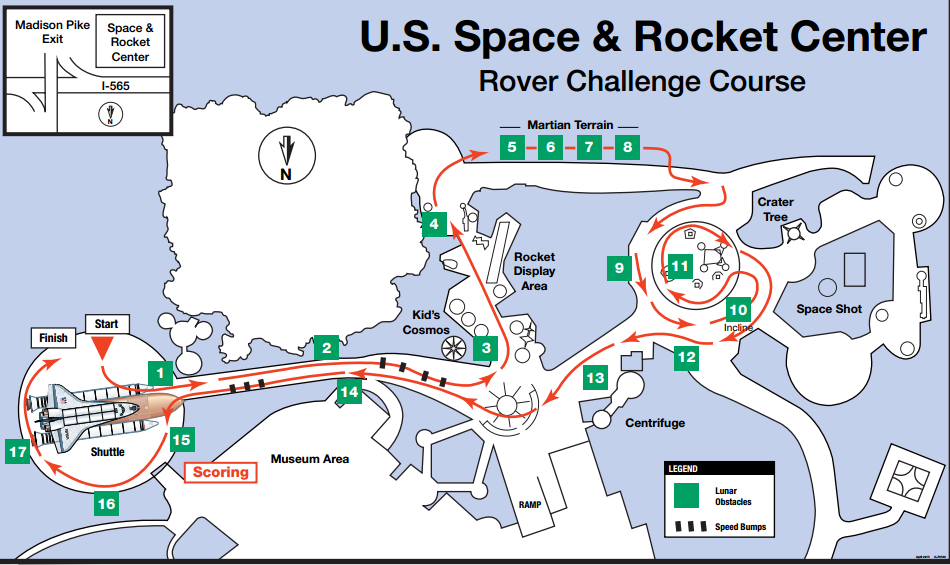 Madison Pike
Exit
Space &
Rocket
Center
I-565
N
U.S. Space & Rocket Center
Rover Challenge Course
N
Martian Terrain
5
6
7
8
4
Crater
Tree
Rocket
Display
Area
9
11
10
Incline
Space Shot
Kid's
Cosmos
3
Finish
Start
1
2
12
13
14
Centrifuge
17
Shuttle
15
Scoring
Museum Area
16
RAMP
LEGEND
Lunar
Obstacles
Speed Bumps